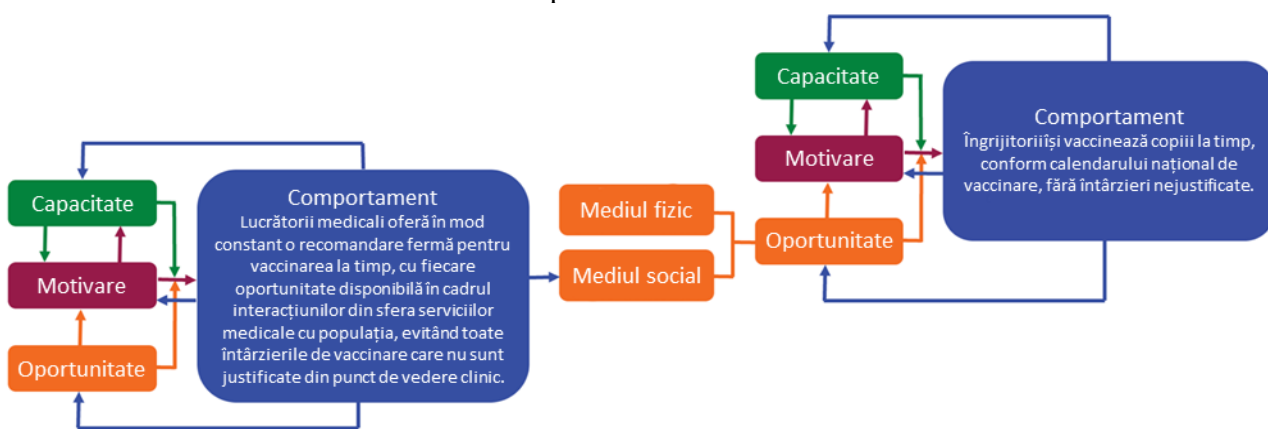 Capacitate
Motivare
Oportunitate
Comportament
Lucrătorii medicali oferă în mod
constant o recomandare fermă pentru
vaccinarea la timp, cu fiecare
oportunitate disponibilă în cadrul
interacțiunilor din sfera serviciilor
medicale cu populația, evitând toate
întârzierile de vaccinare care nu sunt
justificate din punct de vedere clinic.
Mediul fizic
Mediul social
Capacitate
Motivare
Oportunitate
Comportament
Îngrijitoriiîși vaccinează copiii la timp,
conform calendarului național de
vaccinare, fără întârzieri nejustificate.